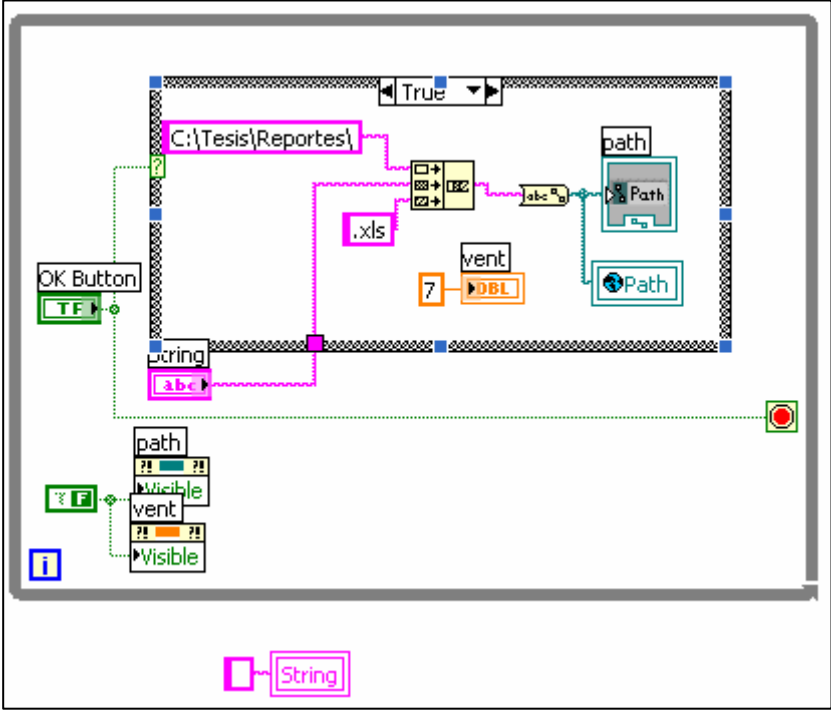 True
C:\Tesis\Reportes\
?
path
abc
Path
.xls
vent
7
DBL
Path
OK Button
TF
String
abc
path
?! ?!
Visible
F
vent
?! ?!
Visible
i
String